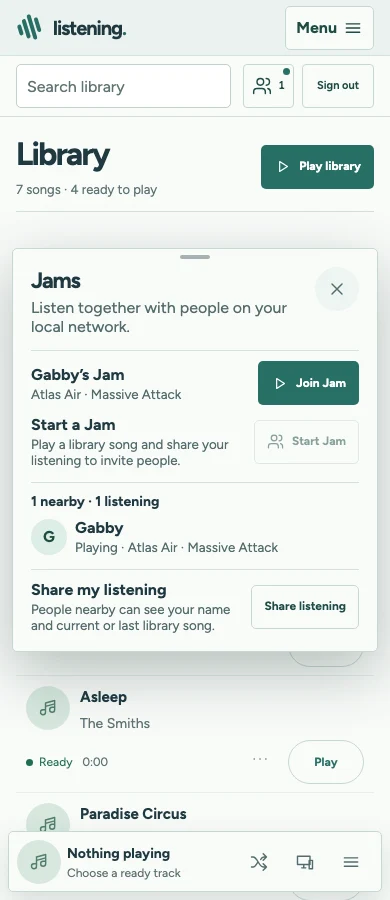 listening.
Menu
Search library
1
Sign out
Library
7 songs · 4 ready to play
Play library
Jams
Listen together with people on your
local network.
Gabby’s Jam
Atlas Air · Massive Attack
Join Jam
Start a Jam
Play a library song and share your
listening to invite people.
Start Jam
1 nearby · 1 listening
G
Gabby
Playing · Atlas Air · Massive Attack
Share my listening
People nearby can see your name
and current or last library song.
Share listening
Asleep
The Smiths
Ready 0:00
...
Play
Paradise Circus
Nothing playing
Choose a ready track